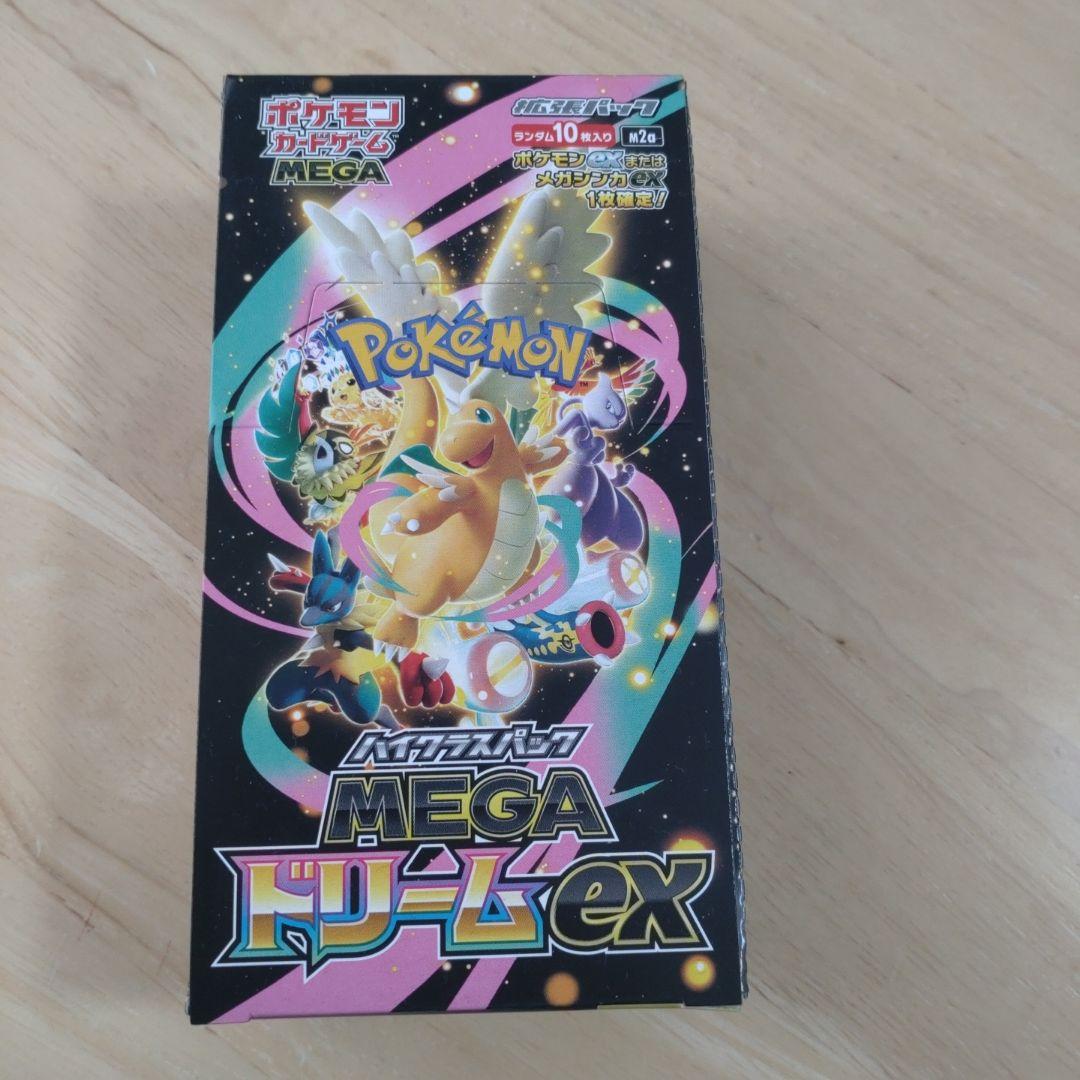 ポケモン
カードゲーム™
MEGA
拡張パック
ランダム10枚入り M2a
ポケモンexまたは
メガシンカex
1枚確定!
POKÉMON™
ハイクラスパック
MEGA
ドリームex